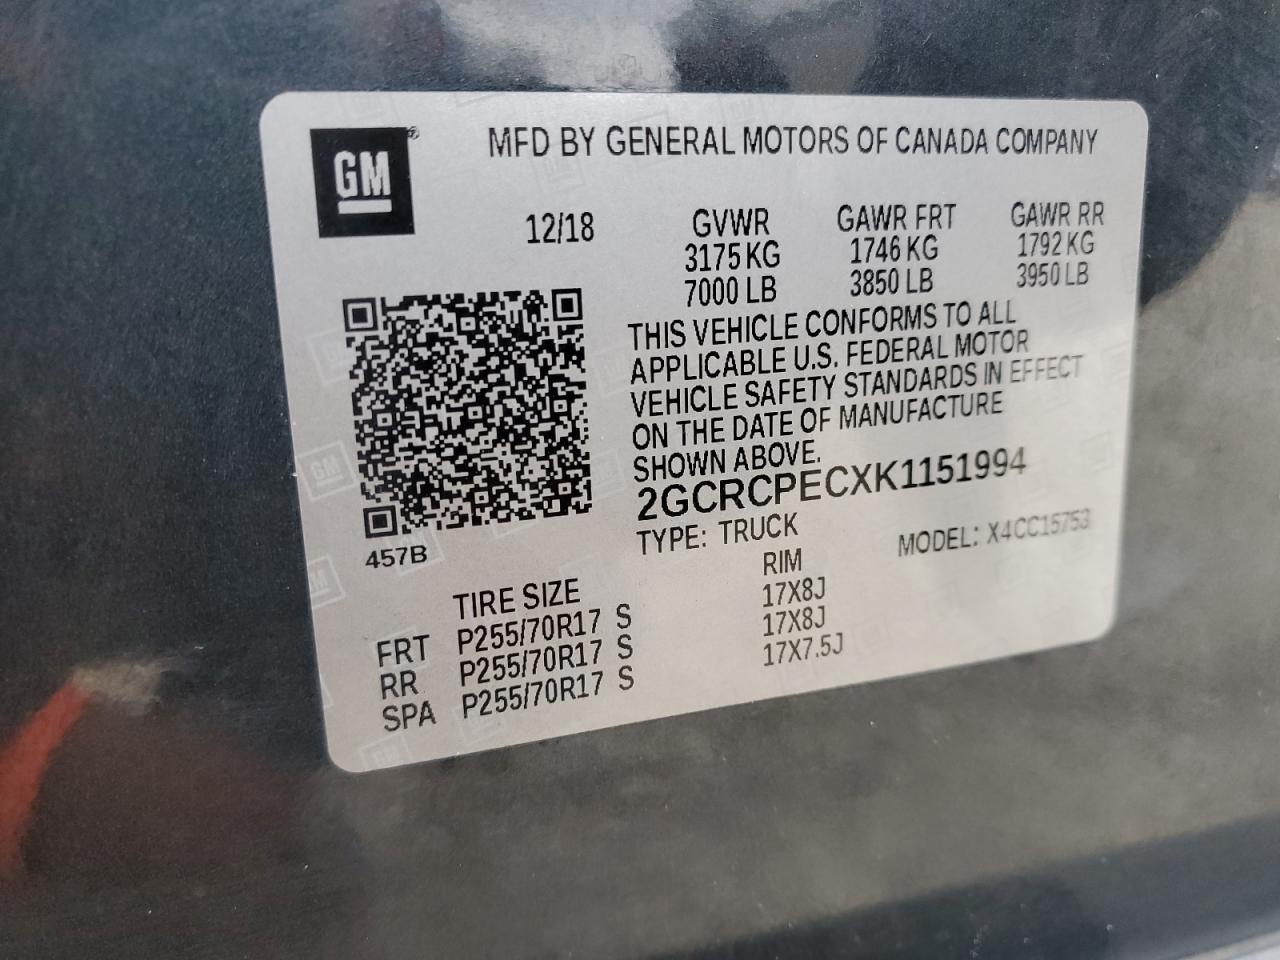 GM®
MFD BY GENERAL MOTORS OF CANADA COMPANY
12/18
GVWR GAWR FRT GAWR RR
3175 KG 1746 KG 1792 KG
7000 LB 3850 LB 3950 LB
THIS VEHICLE CONFORMS TO ALL
APPLICABLE U.S. FEDERAL MOTOR
VEHICLE SAFETY STANDARDS IN EFFECT
ON THE DATE OF MANUFACTURE
SHOWN ABOVE.
2GCRCPECXK1151994
TYPE: TRUCK MODEL: X4CC15753
457B
TIRE SIZE RIM
FRT P255/70R17 S 17X8J
RR P255/70R17 S 17X8J
SPA P255/70R17 S 17X7.5J